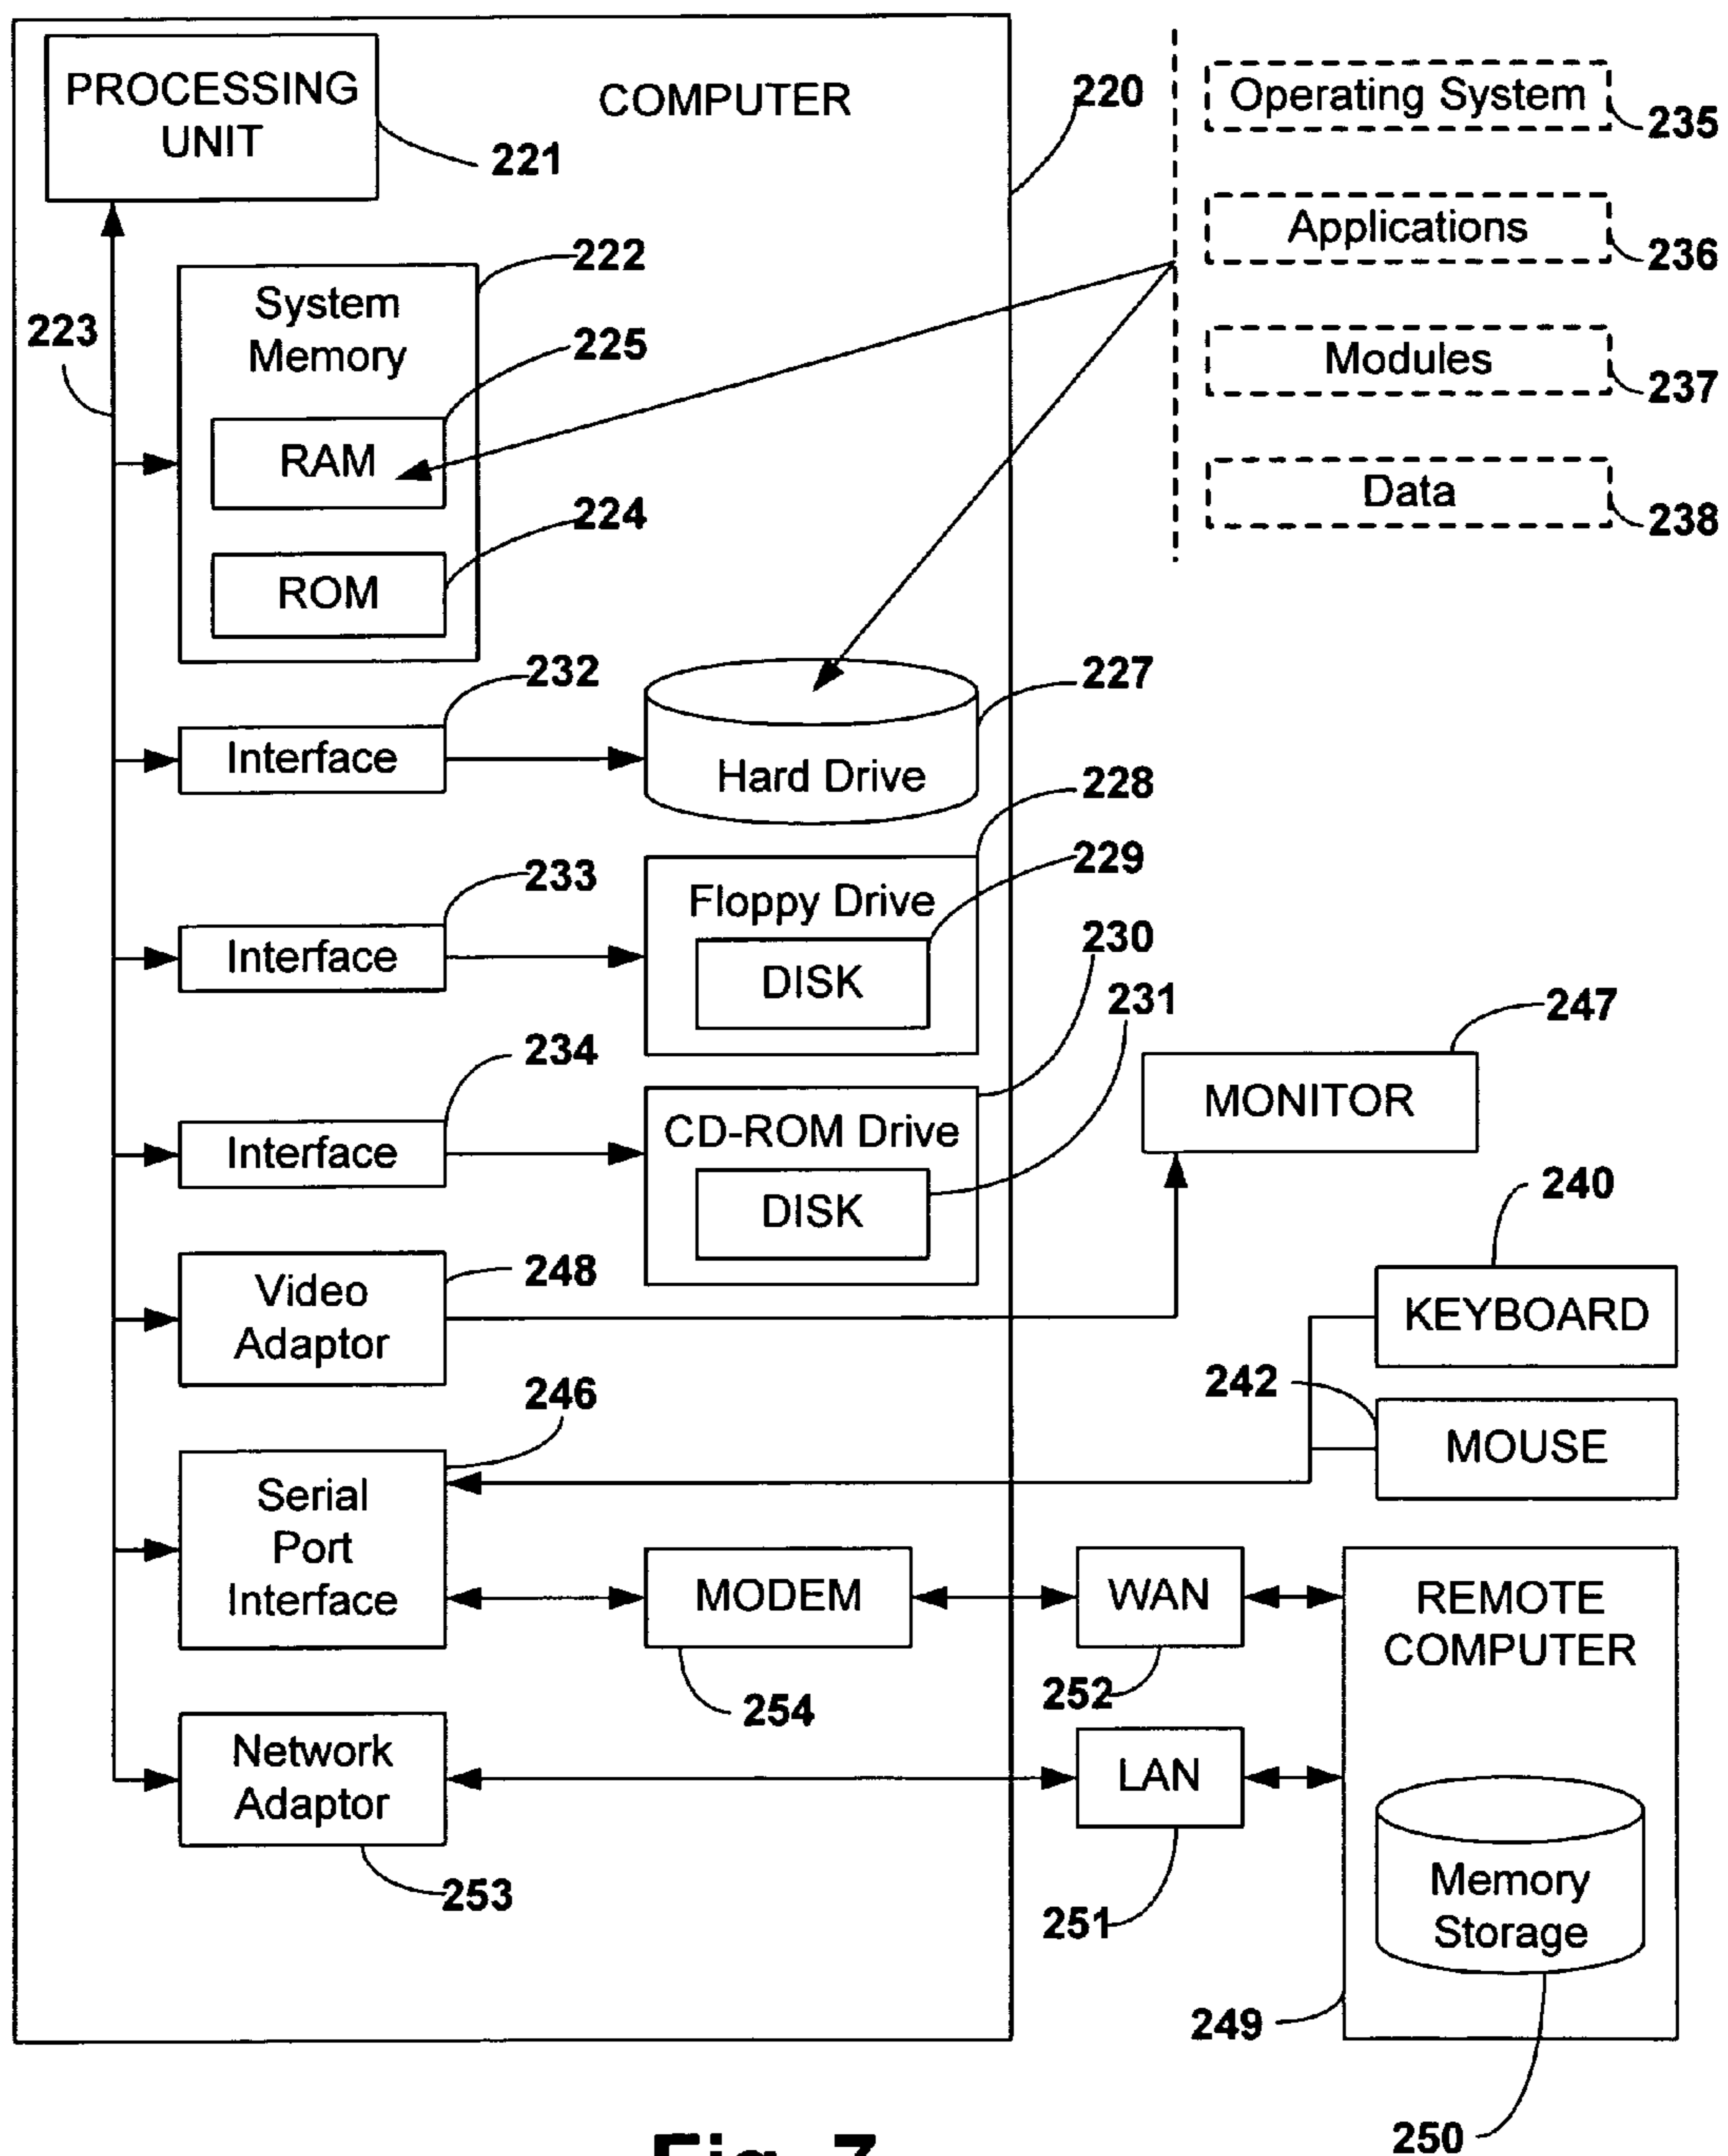 PROCESSING
UNIT
COMPUTER
220
221
Operating System
235
Applications
236
Modules
237
Data
238
222
System
Memory
223
225
RAM
224
ROM
232
Interface
227
Hard Drive
228
233
Interface
Floppy Drive
229
DISK
230
234
Interface
CD-ROM Drive
231
DISK
247
MONITOR
240
KEYBOARD
242
MOUSE
248
Video
Adaptor
246
Serial
Port
Interface
MODEM
254
WAN
252
REMOTE
COMPUTER
Network
Adaptor
253
LAN
251
Memory
Storage
249
250
Fig. 7